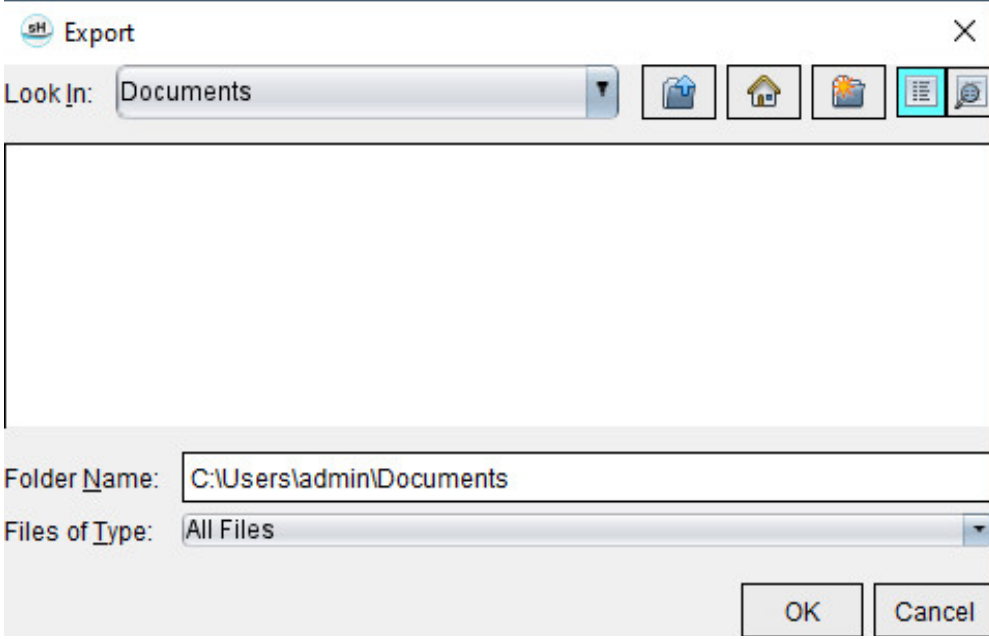 sH Export
Look In: Documents
Folder Name: C:\Users\admin\Documents
Files of Type: All Files
OK Cancel